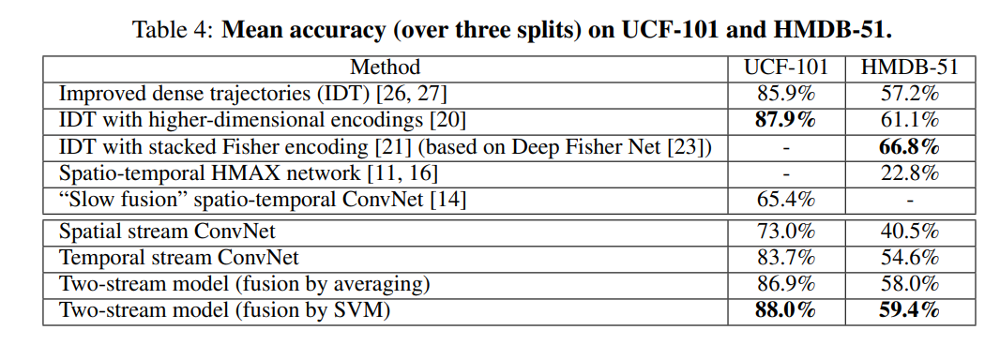 Table 4: Mean accuracy (over three splits) on UCF-101 and HMDB-51.
Method UCF-101 HMDB-51
Improved dense trajectories (IDT) [26, 27] 85.9% 57.2%
IDT with higher-dimensional encodings [20] 87.9% 61.1%
IDT with stacked Fisher encoding [21] (based on Deep Fisher Net [23]) - 66.8%
Spatio-temporal HMAX network [11, 16] - 22.8%
“Slow fusion” spatio-temporal ConvNet [14] 65.4% -
Spatial stream ConvNet 73.0% 40.5%
Temporal stream ConvNet 83.7% 54.6%
Two-stream model (fusion by averaging) 86.9% 58.0%
Two-stream model (fusion by SVM) 88.0% 59.4%